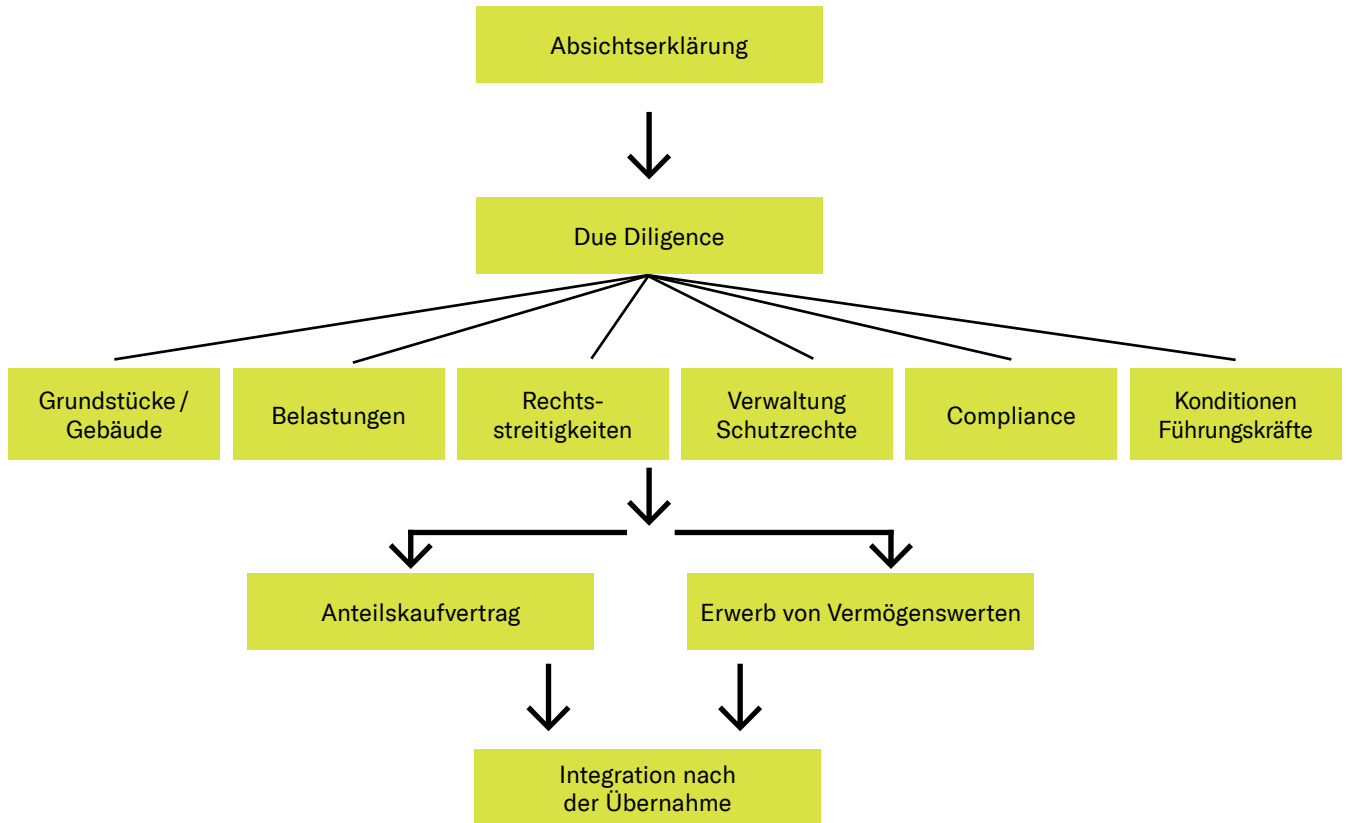 Absichtserklärung
Due Diligence
Grundstücke/
Gebäude
Belastungen
Rechts-
streitigkeiten
Verwaltung
Schutzrechte
Compliance
Konditionen
Führungskräfte
Anteilskaufvertrag
Erwerb von Vermögenswerten
Integration nach
der Übernahme